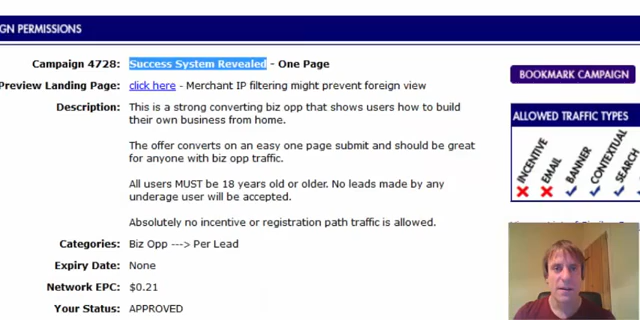 GN PERMISSIONS
Campaign 4728: Success System Revealed - One Page
Preview Landing Page: click here - Merchant IP filtering might prevent foreign view
Description: This is a strong converting biz opp that shows users how to build
their own business from home.
The offer converts on an easy one page submit and should be great
for anyone with biz opp traffic.
All users MUST be 18 years old or older. No leads made by any
underage user will be accepted.
Absolutely no incentive or registration path traffic is allowed.
Categories: Biz Opp ---> Per Lead
Expiry Date: None
Network EPC: $0.21
Your Status: APPROVED
BOOKMARK CAMPAIGN
ALLOWED TRAFFIC TYPES
INCENTIVE
EMAIL
BANNER
CONTEXTUAL
SEARCH